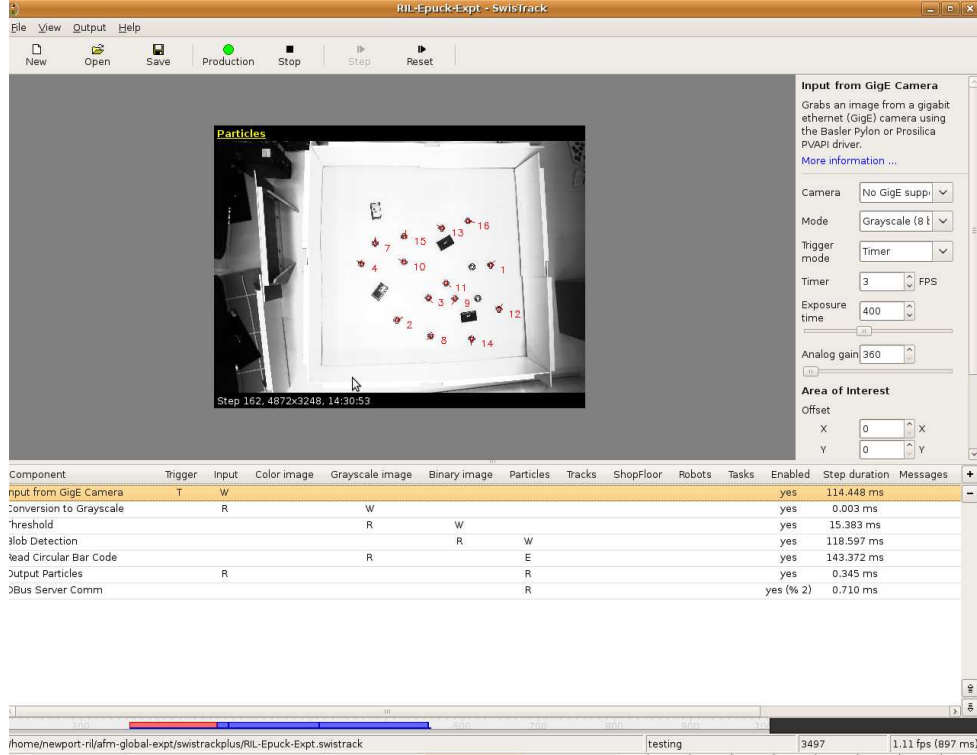 RIL-Epuck-Expt - SwisTrack
File View Output Help
New Open Save Production Stop Step Reset
Particles
16
13
15
7
4
10
1
11
3
9
12
2
8
14
Step 162, 4872x3248, 14:30:53
Input from GigE Camera
Grabs an image from a gigabit
ethernet (GigE) camera using
the Basler Pylon or Prosilica
PVAPI driver.
More information ...
Camera No GigE supp
Mode Grayscale (8 b
Trigger
mode Timer
Timer 3 FPS
Exposure
time 400
Analog gain 360
Area of Interest
Offset
X 0 X
Y 0 Y
Component Trigger Input Color image Grayscale image Binary image Particles Tracks ShopFloor Robots Tasks Enabled Step duration Messages
nput from GigE Camera T W yes 114.448 ms
Conversion to Grayscale R W yes 0.003 ms
Threshold R W yes 15.383 ms
Blob Detection R W yes 118.597 ms
Read Circular Bar Code R E yes 143.372 ms
Output Particles R R yes 0.345 ms
DBus Server Comm R yes (% 2) 0.710 ms
100 600 700 800 900
/home/newport-ril/afm-global-expt/swistrackplus/RIL-Epuck-Expt.swistrack testing 3497 1.11 fps (897 ms)